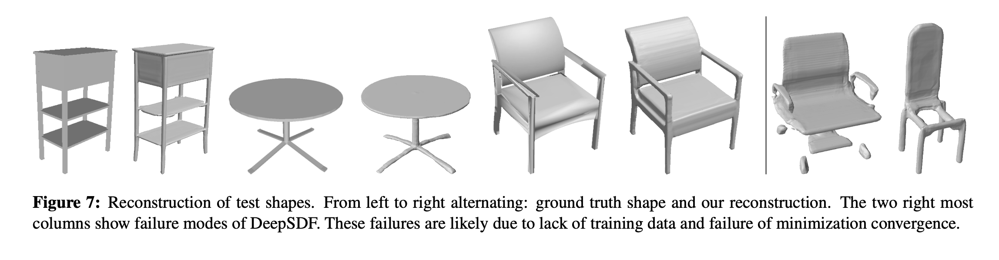 Figure 7: Reconstruction of test shapes. From left to right alternating: ground truth shape and our reconstruction. The two right most
columns show failure modes of DeepSDF. These failures are likely due to lack of training data and failure of minimization convergence.